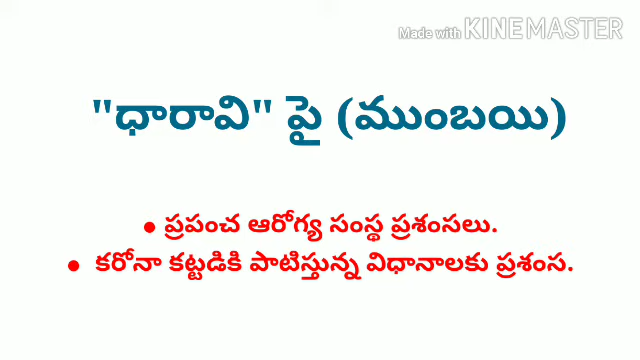 Made with KINEMASTER
"ధారావి" పై (ముంబయి)
• ప్రపంచ ఆరోగ్య సంస్థ ప్రశంసలు.
• కరోనా కట్టడికి పాటిస్తున్న విధానాలకు ప్రశంస.